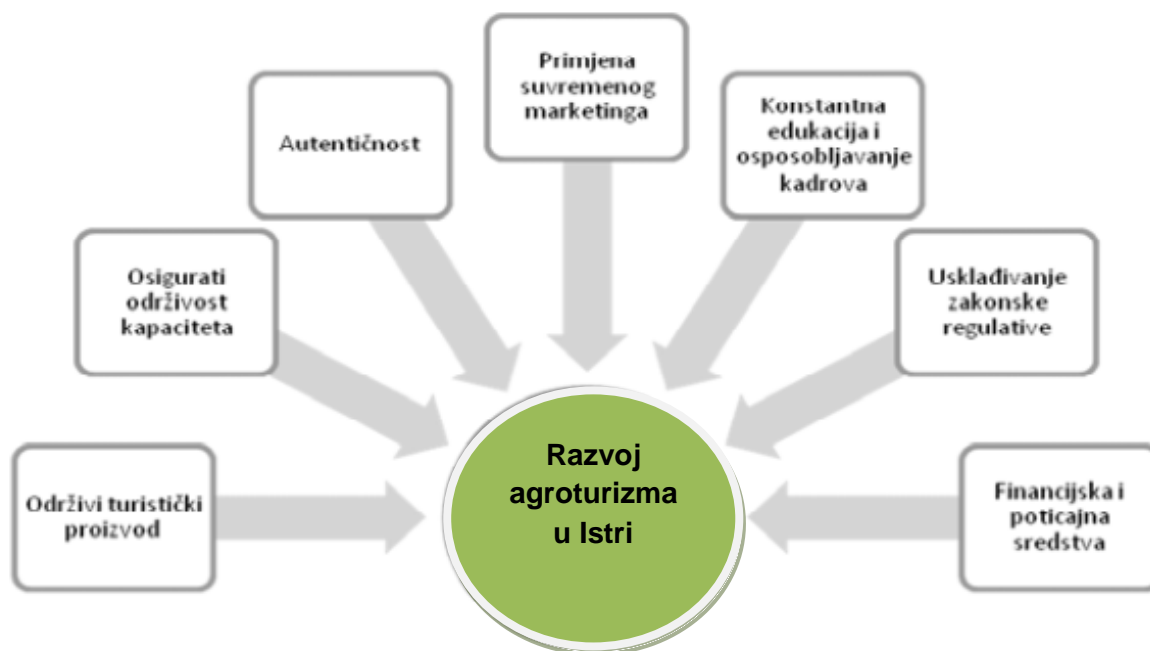 Primjena
suvremenog
marketinga
Autentičnost
Konstantna
edukacija i
osposobljavanje
kadrova
Osigurati
održivost
kapaciteta
Usklađivanje
zakonske
regulative
Održivi turistički
proizvod
Razvoj
agroturizma
u Istri
Financijska i
poticajna
sredstva